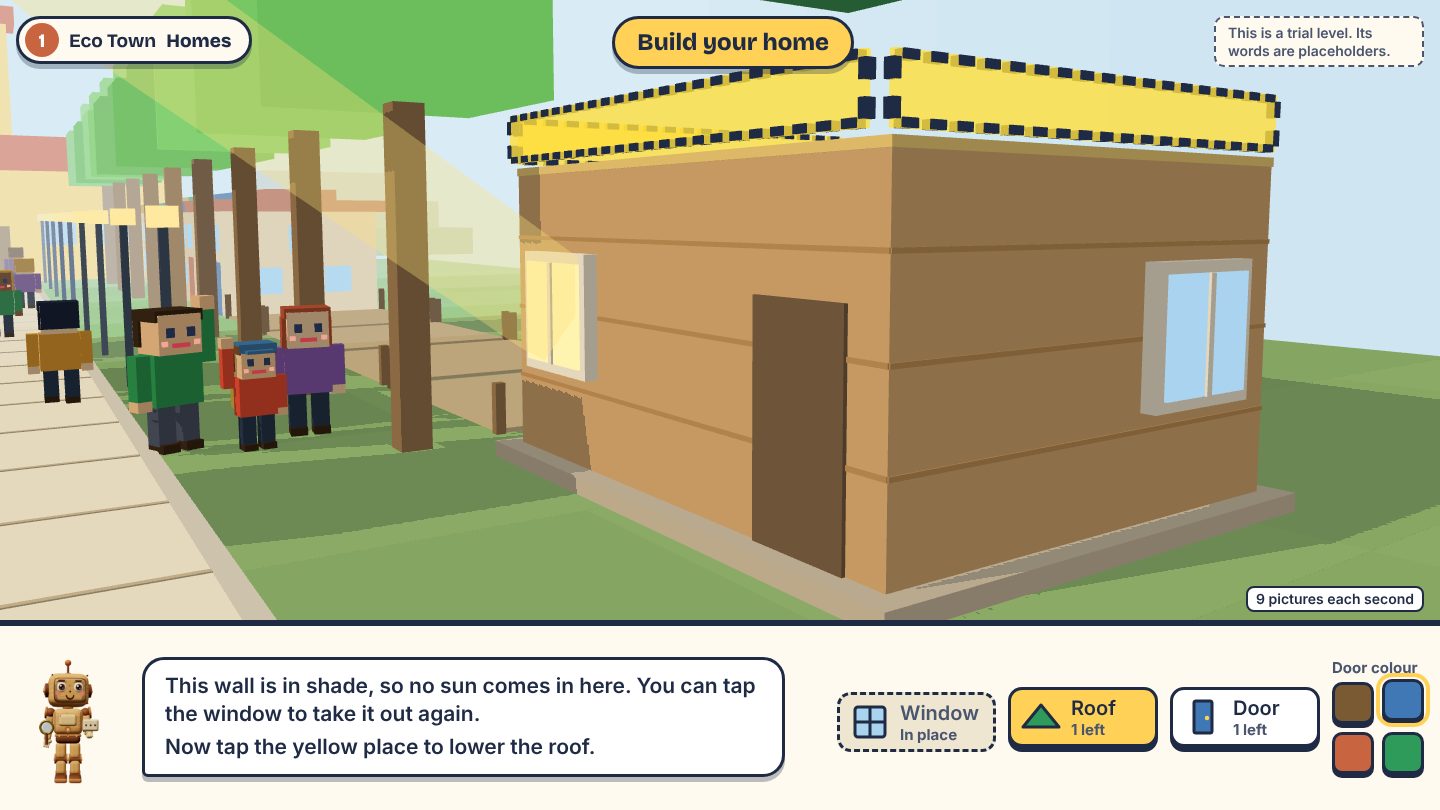 1 Eco Town Homes
Build your home
This is a trial level. Its
words are placeholders.
9 pictures each second
This wall is in shade, so no sun comes in here. You can tap
the window to take it out again.
Now tap the yellow place to lower the roof.
Window
In place
Roof
1 left
Door
1 left
Door colour